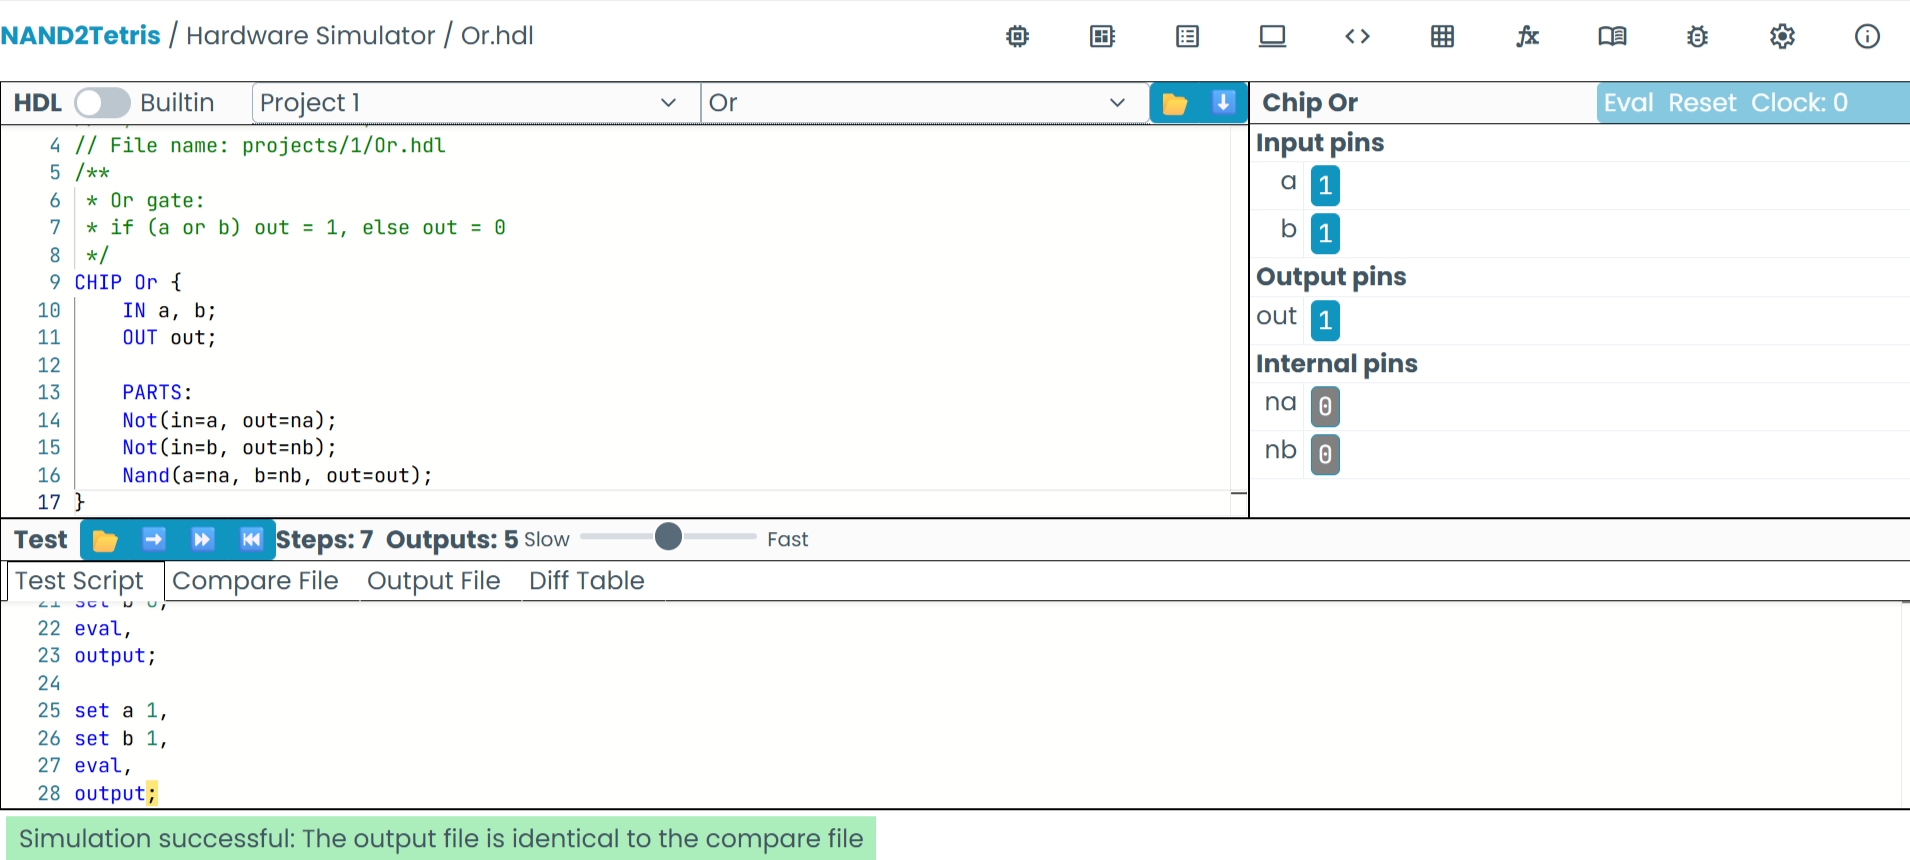 NAND2Tetris / Hardware Simulator / Or.hdl
HDL Builtin Project 1 Or
4 // File name: projects/1/Or.hdl
5 /**
6 * Or gate:
7 * if (a or b) out = 1, else out = 0
8 */
9 CHIP Or {
10 IN a, b;
11 OUT out;
12
13 PARTS:
14 Not(in=a, out=na);
15 Not(in=b, out=nb);
16 Nand(a=na, b=nb, out=out);
17 }
Chip Or Eval Reset Clock: 0
Input pins
a 1
b 1
Output pins
out 1
Internal pins
na 0
nb 0
Test Steps: 7 Outputs: 5 Slow Fast
Test Script Compare File Output File Diff Table
21 set b 0,
22 eval,
23 output;
24
25 set a 1,
26 set b 1,
27 eval,
28 output;
Simulation successful: The output file is identical to the compare file